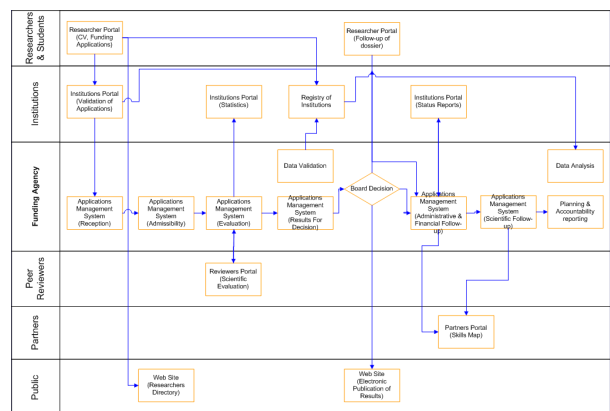 Researchers
& Students
Researcher Portal
(CV, Funding
Applications)
Researcher Portal
(Follow-up of
dossier)
Institutions
Institutions Portal
(Validation of
Applications)
Institutions Portal
(Statistics)
Registry of
Institutions
Institutions Portal
(Status Reports)
Funding Agency
Data Validation
Data Analysis
Board Decision
Applications
Management
System
(Reception)
Applications
Management
System
(Admissibility)
Applications
Management
System
(Evaluation)
Applications
Management
System
(Results For
Decision)
Applications
Management
System
(Administrative &
Financial Follow-
up)
Applications
Management
System
(Scientific Follow-
up)
Planning &
Accountability
reporting
Peer
Reviewers
Reviewers Portal
(Scientific
Evaluation)
Partners
Partners Portal
(Skills Map)
Public
Web Site
(Researchers
Directory)
Web Site
(Electronic
Publication of
Results)